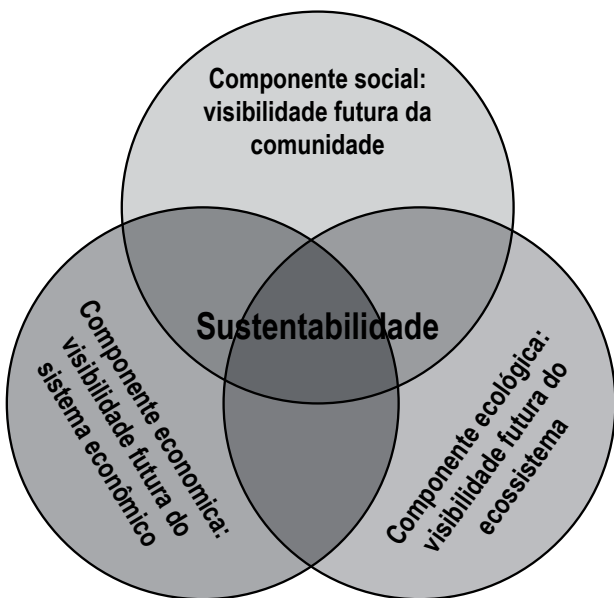 Componente social:
visibilidade futura da
comunidade
Sustentabilidade
Componente economica:
visibilidade futura do
sistema econômico
Componente ecológica:
visibilidade futura do
ecossistema